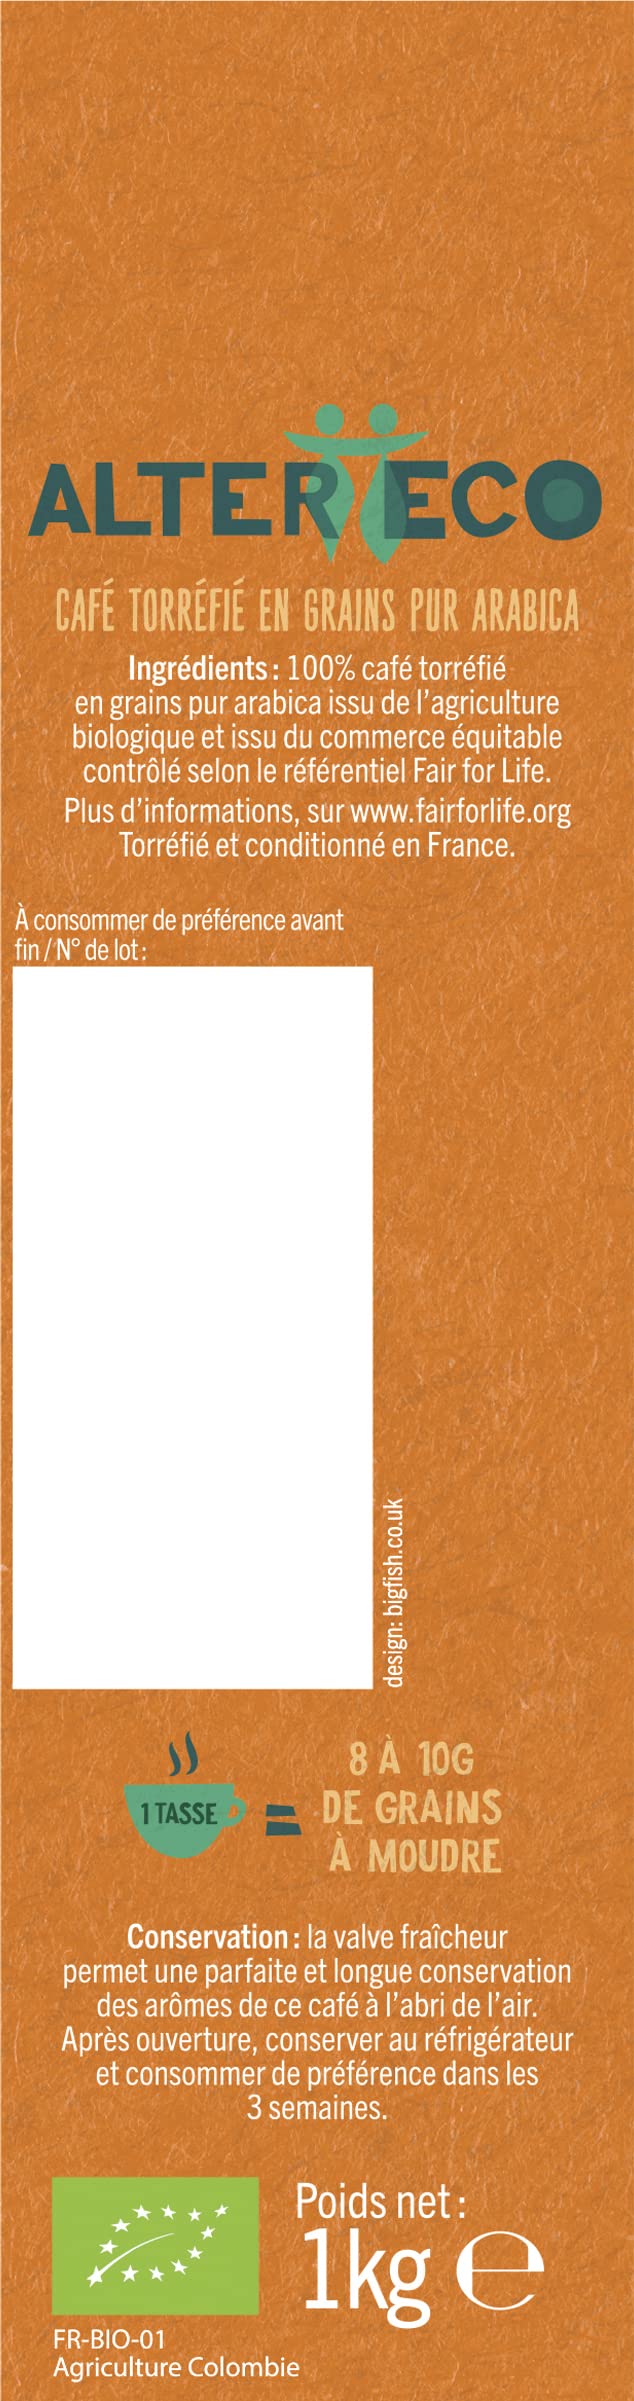 ALTER ECO
CAFÉ TORRÉFIÉ EN GRAINS PUR ARABICA
Ingrédients : 100% café torréfié
en grains pur arabica issu de l'agriculture
biologique et issu du commerce équitable
contrôlé selon le référentiel Fair for Life.
Plus d'informations, sur www.fairforlife.org
Torréfié et conditionné en France.
À consommer de préférence avant
fin / N° de lot :
design: bigfish.co.uk
1 TASSE
=
8 À 10G
DE GRAINS
À MOUDRE
Conservation : la valve fraîcheur
permet une parfaite et longue conservation
des arômes de ce café à l'abri de l'air.
Après ouverture, conserver au réfrigérateur
et consommer de préférence dans les
3 semaines.
Poids net :
1kg ℮
FR-BIO-01
Agriculture Colombie